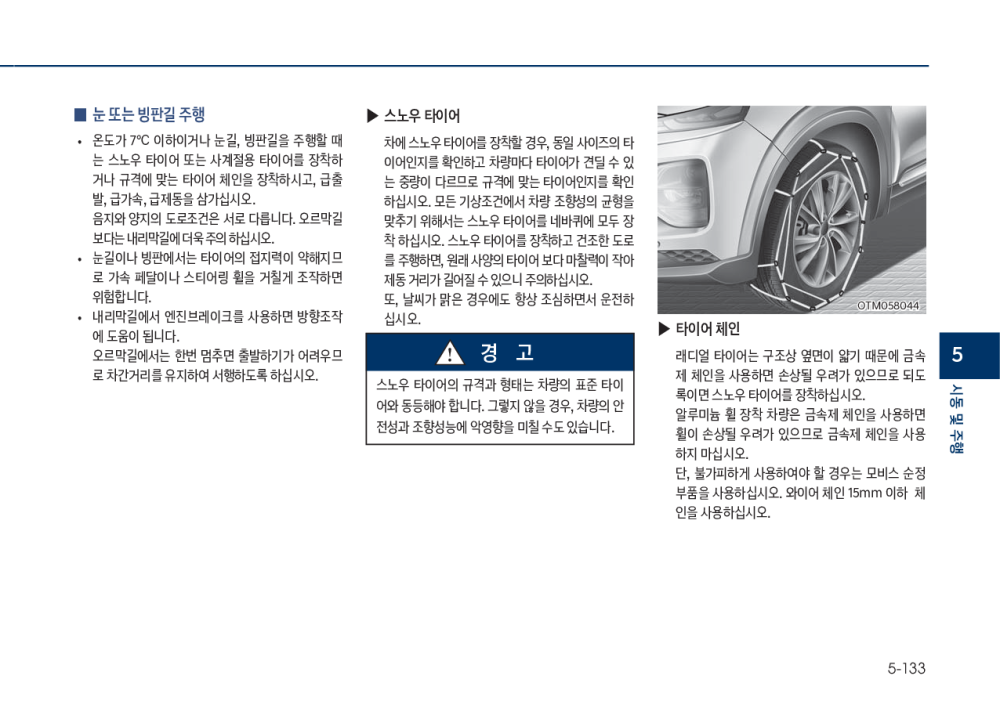 ■ 눈 또는 빙판길 주행
• 온도가 7°C 이하이거나 눈길, 빙판길을 주행할 때
는 스노우 타이어 또는 사계절용 타이어를 장착하
거나 규격에 맞는 타이어 체인을 장착하시고, 급출
발, 급가속, 급제동을 삼가십시오.
음지와 양지의 도로조건은 서로 다릅니다. 오르막길
보다는 내리막길에 더욱 주의 하십시오.
• 눈길이나 빙판에서는 타이어의 접지력이 약해지므
로 가속 페달이나 스티어링 휠을 거칠게 조작하면
위험합니다.
• 내리막길에서 엔진브레이크를 사용하면 방향조작
에 도움이 됩니다.
오르막길에서는 한번 멈추면 출발하기가 어려우므
로 차간거리를 유지하여 서행하도록 하십시오.
▶ 스노우 타이어
차에 스노우 타이어를 장착할 경우, 동일 사이즈의 타
이어인지를 확인하고 차량마다 타이어가 견딜 수 있
는 중량이 다르므로 규격에 맞는 타이어인지를 확인
하십시오. 모든 기상조건에서 차량 조향성의 균형을
맞추기 위해서는 스노우 타이어를 네바퀴에 모두 장
착 하십시오. 스노우 타이어를 장착하고 건조한 도로
를 주행하면, 원래 사양의 타이어 보다 마찰력이 작아
제동 거리가 길어질 수 있으니 주의하십시오.
또, 날씨가 맑은 경우에도 항상 조심하면서 운전하
십시오.
경 고
스노우 타이어의 규격과 형태는 차량의 표준 타이
어와 동등해야 합니다. 그렇지 않을 경우, 차량의 안
전성과 조향성능에 악영향을 미칠 수도 있습니다.
OTM058044
▶ 타이어 체인
래디얼 타이어는 구조상 옆면이 얇기 때문에 금속
제 체인을 사용하면 손상될 우려가 있으므로 되도
록이면 스노우 타이어를 장착하십시오.
알루미늄 휠 장착 차량은 금속제 체인을 사용하면
휠이 손상될 우려가 있으므로 금속제 체인을 사용
하지 마십시오.
단, 불가피하게 사용하여야 할 경우는 모비스 순정
부품을 사용하십시오. 와이어 체인 15mm 이하 체
인을 사용하십시오.
5
시동 및 주행
5-133